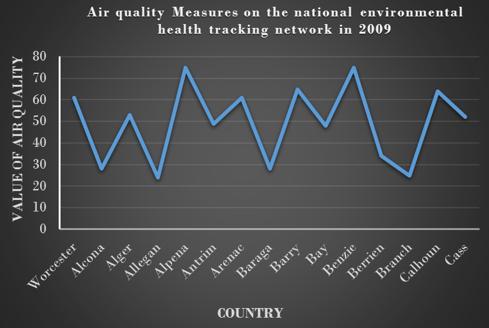 Air quality Measures on the national environmental
health tracking network in 2009
VALUE OF AIR QUALITY
80
70
60
50
40
30
20
10
0
Worcester
Alcona
Alger
Allegan
Alpena
Antrim
Arenac
Baraga
Barry
Bay
Benzie
Berrien
Branch
Calhoun
Cass
COUNTRY